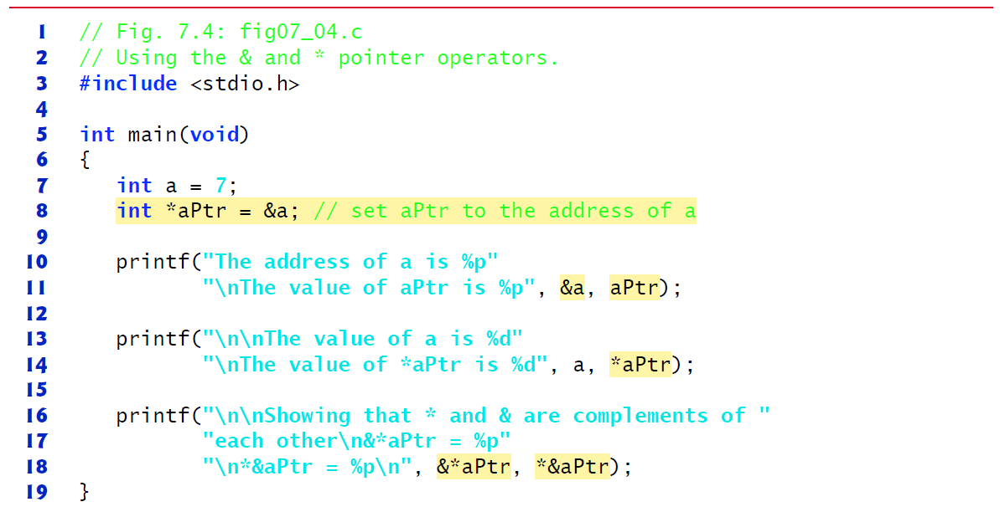 1 // Fig. 7.4: fig07_04.c
2 // Using the & and * pointer operators.
3 #include <stdio.h>
4
5 int main(void)
6 {
7    int a = 7;
8    int *aPtr = &a; // set aPtr to the address of a
9
10    printf("The address of a is %p"
11           "\nThe value of aPtr is %p", &a, aPtr);
12
13    printf("\n\nThe value of a is %d"
14           "\nThe value of *aPtr is %d", a, *aPtr);
15
16    printf("\n\nShowing that * and & are complements of "
17           "each other\n&*aPtr = %p"
18           "\n*&aPtr = %p\n", &*aPtr, *&aPtr);
19 }